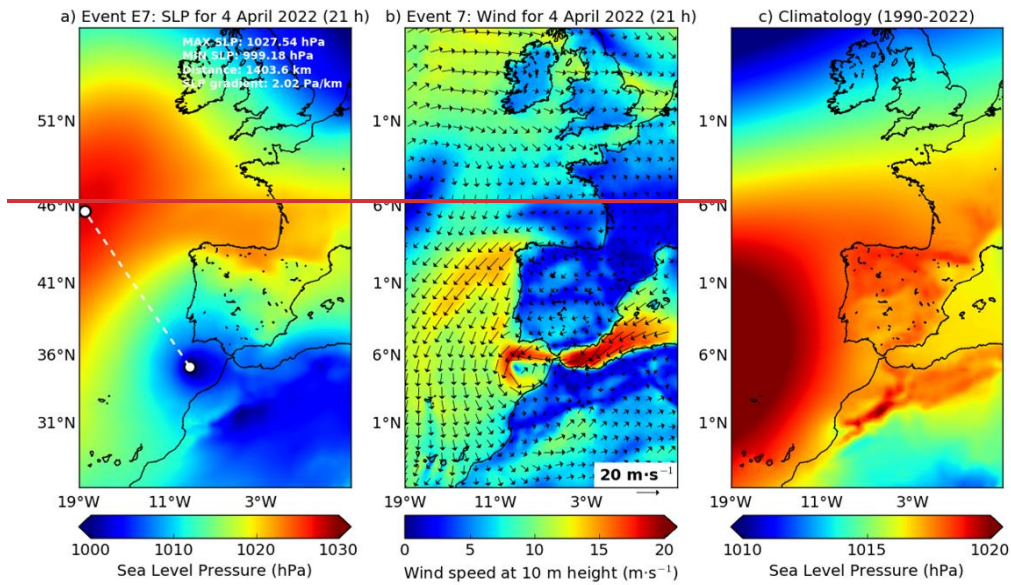 a) Event E7: SLP for 4 April 2022 (21 h)
b) Event 7: Wind for 4 April 2022 (21 h)
c) Climatology (1990-2022)
MAX SLP: 1027.54 hPa
MIN SLP: 999.18 hPa
Distance: 1403.6 km
SLP gradient: 2.02 Pa/km
51°N
46°N
41°N
36°N
31°N
1°N
6°N
1°N
6°N
1°N
1°N
6°N
1°N
6°N
1°N
20 m·s⁻¹
19°W 11°W 3°W
19°W 11°W 3°W
19°W 11°W 3°W
1000 1010 1020 1030
Sea Level Pressure (hPa)
0 5 10 15 20
Wind speed at 10 m height (m·s⁻¹)
1010 1015 1020
Sea Level Pressure (hPa)